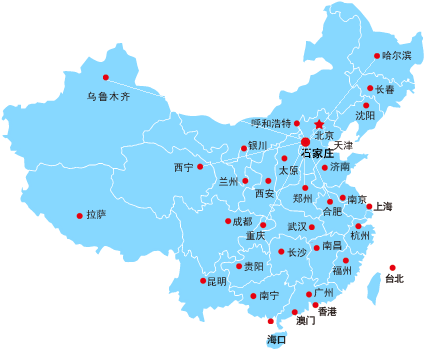 哈尔滨
乌鲁木齐
长春
沈阳
呼和浩特
北京
银川
天津
石家庄
太原
济南
西宁
兰州
西安
郑州
南京
合肥
上海
拉萨
成都
重庆
武汉
杭州
南昌
长沙
贵阳
福州
昆明
台北
南宁
广州
香港
澳门
海口